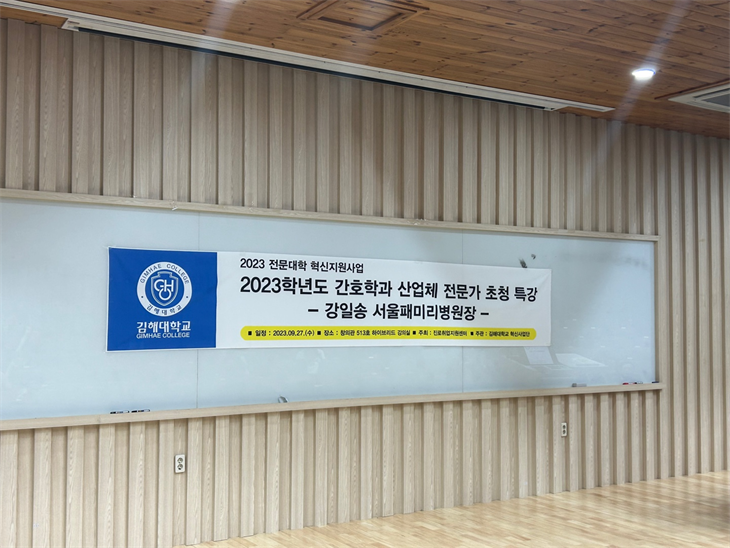 GIMHAE COLLEGE
김해대학교
김해대학교
GIMHAE COLLEGE
2023 전문대학 혁신지원사업
2023학년도 간호학과 산업체 전문가 초청 특강
- 강일송 서울패미리병원장 -
■ 일정 : 2023.09.27.(수) ■ 장소 : 창의관 513호 하이브리드 강의실 ■ 주최 : 진로취업지원센터 ■ 주관 : 김해대학교 혁신사업단